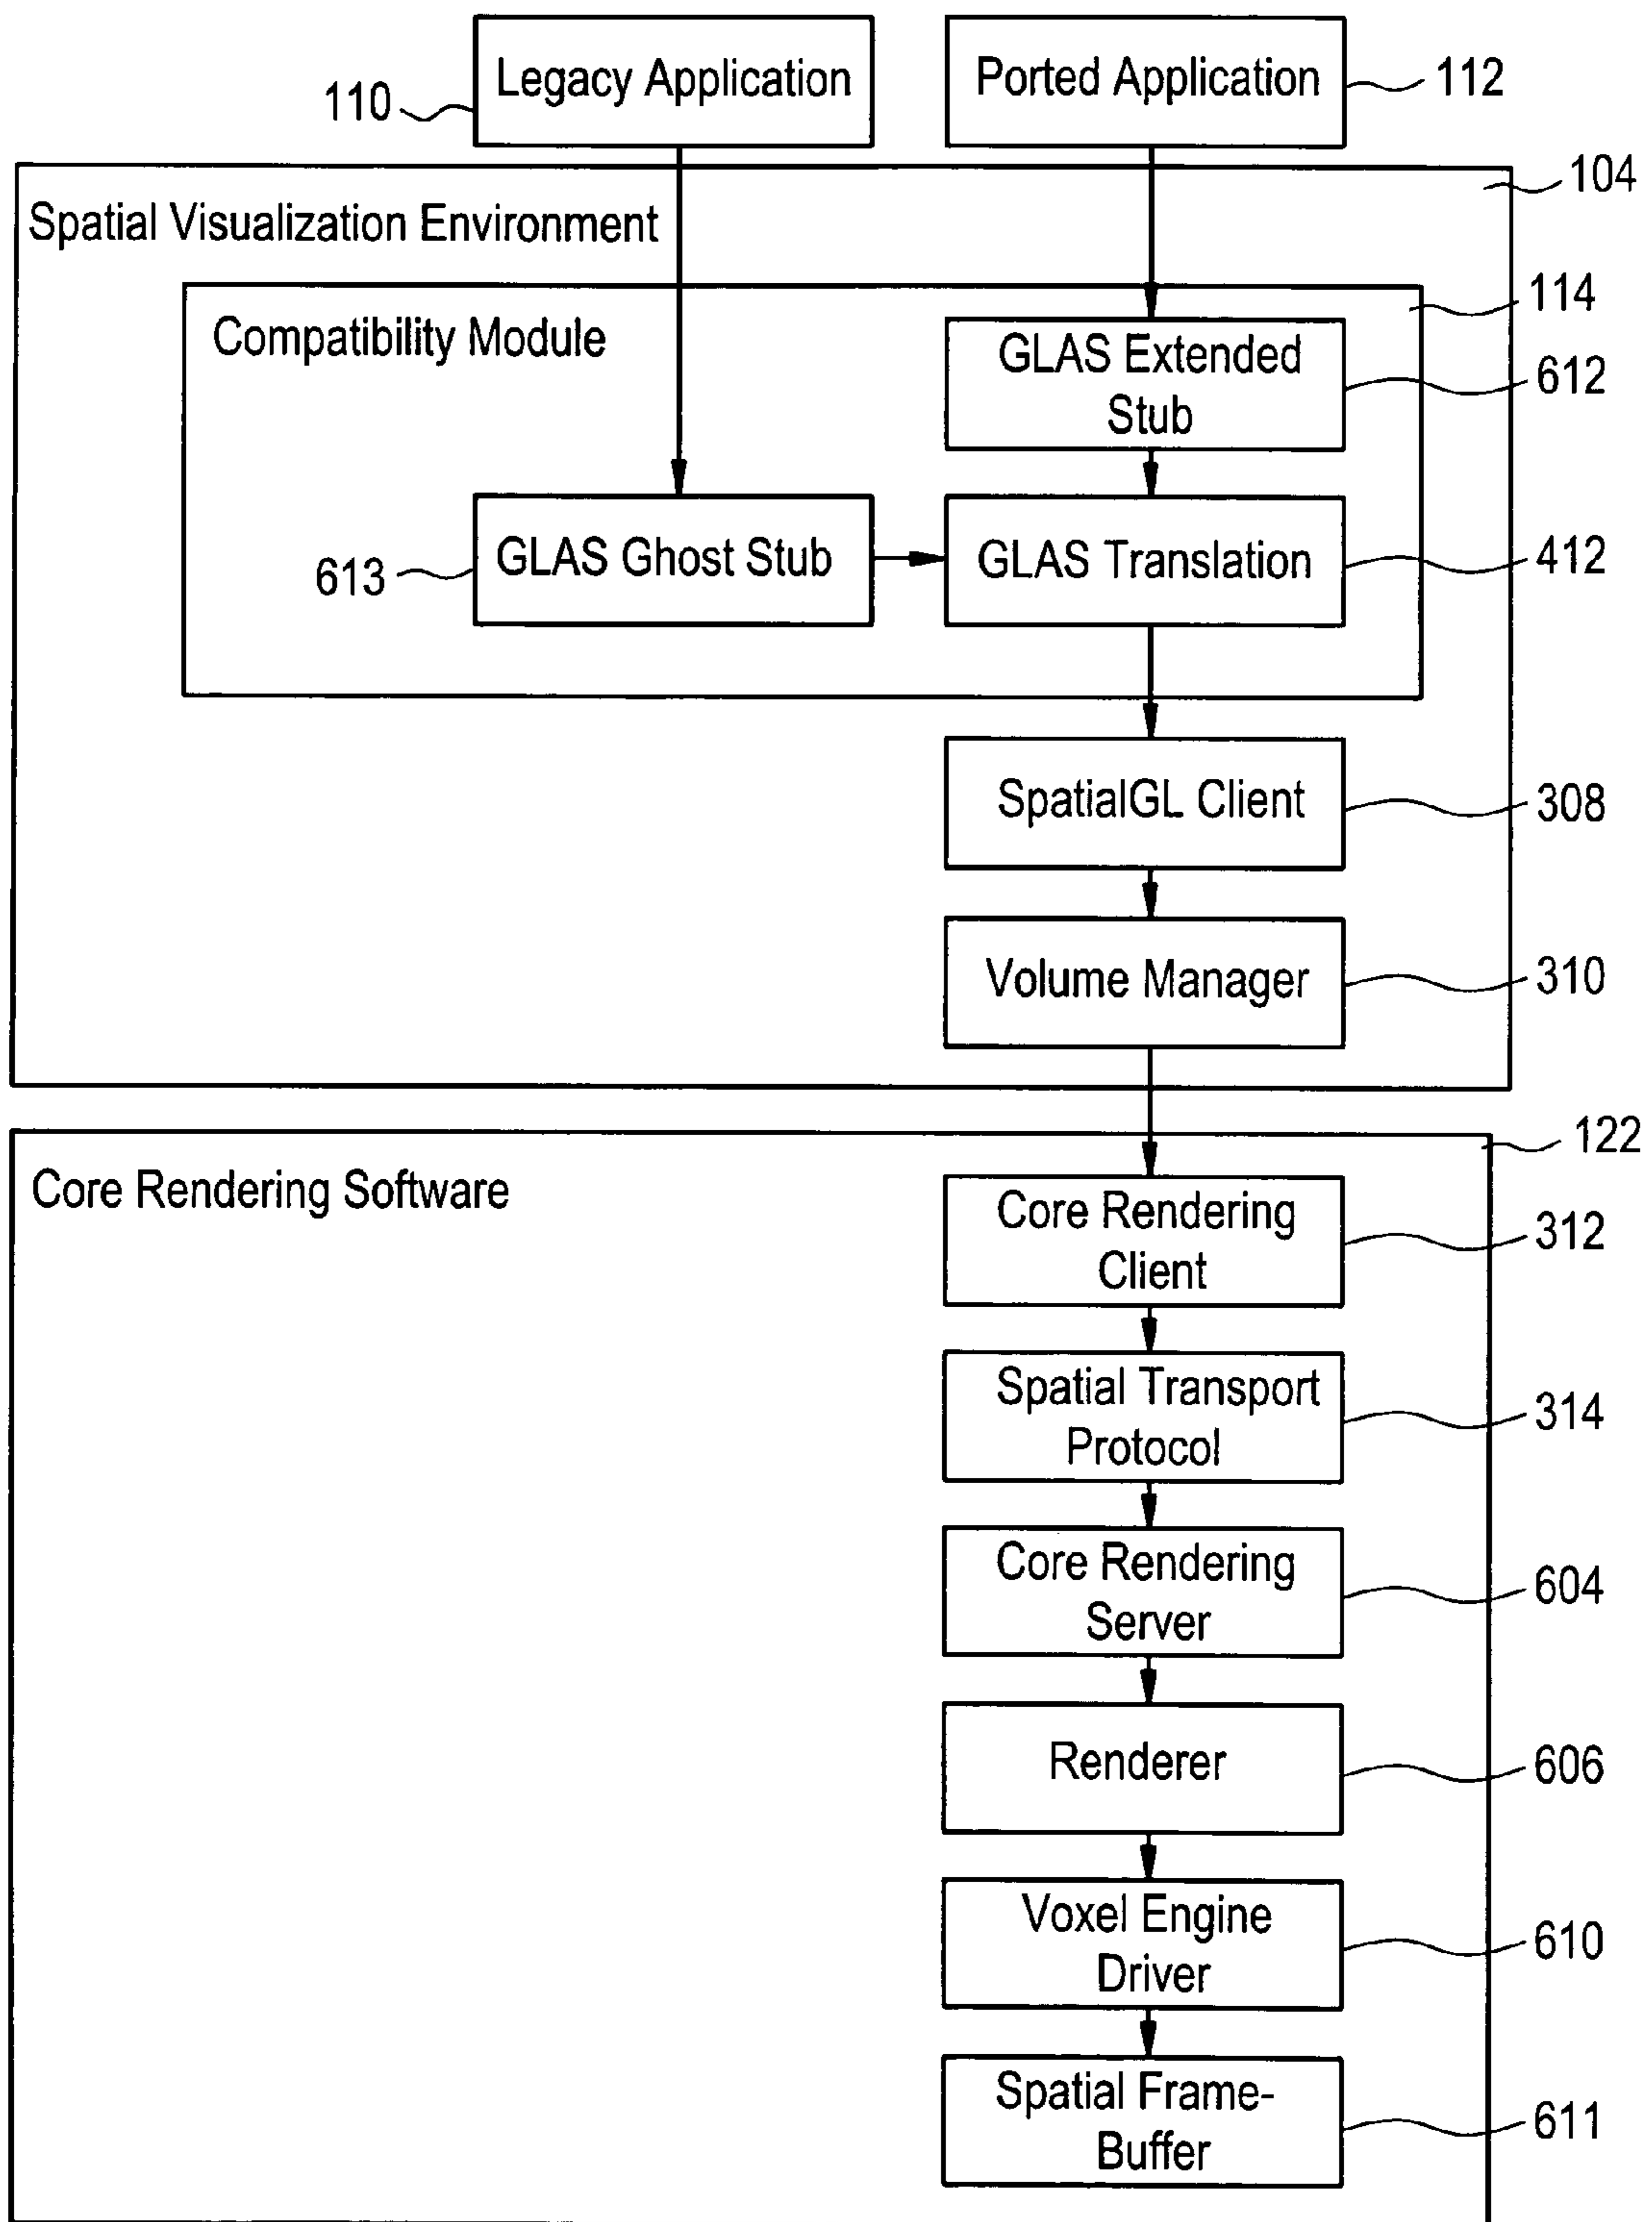 Legacy Application
Ported Application
110
112
104
Spatial Visualization Environment
114
Compatibility Module
GLAS Extended
Stub
612
GLAS Ghost Stub
GLAS Translation
613
412
SpatialGL Client
308
Volume Manager
310
122
Core Rendering Software
Core Rendering
Client
312
Spatial Transport
Protocol
314
Core Rendering
Server
604
Renderer
606
Voxel Engine
Driver
610
Spatial Frame-
Buffer
611